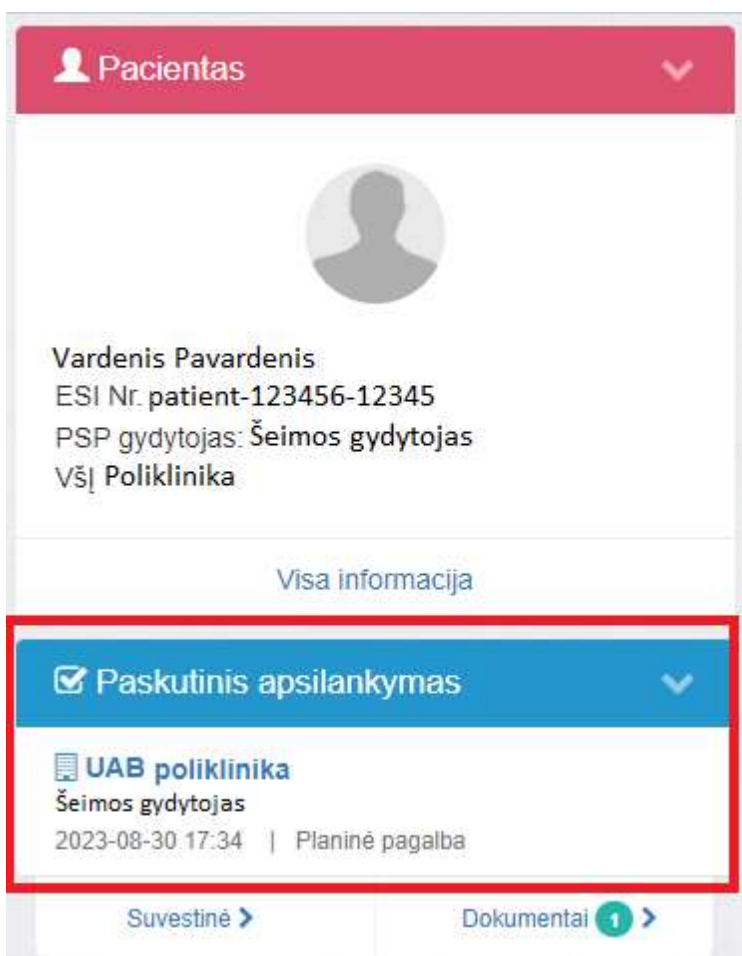 Pacientas
Vardenis Pavardenis
ESI Nr. patient-123456-12345
PSP gydytojas: Šeimos gydytojas
VšĮ Poliklinika
Visa informacija
Paskutinis apsilankymas
UAB poliklinika
Šeimos gydytojas
2023-08-30 17:34 | Planinė pagalba
Suvestinė Dokumentai 1